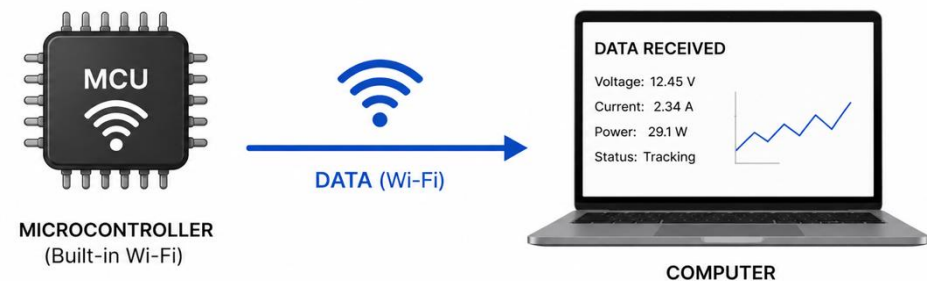 MCU
MICROCONTROLLER
(Built-in Wi-Fi)
DATA (Wi-Fi)
DATA RECEIVED
Voltage: 12.45 V
Current: 2.34 A
Power: 29.1 W
Status: Tracking
COMPUTER